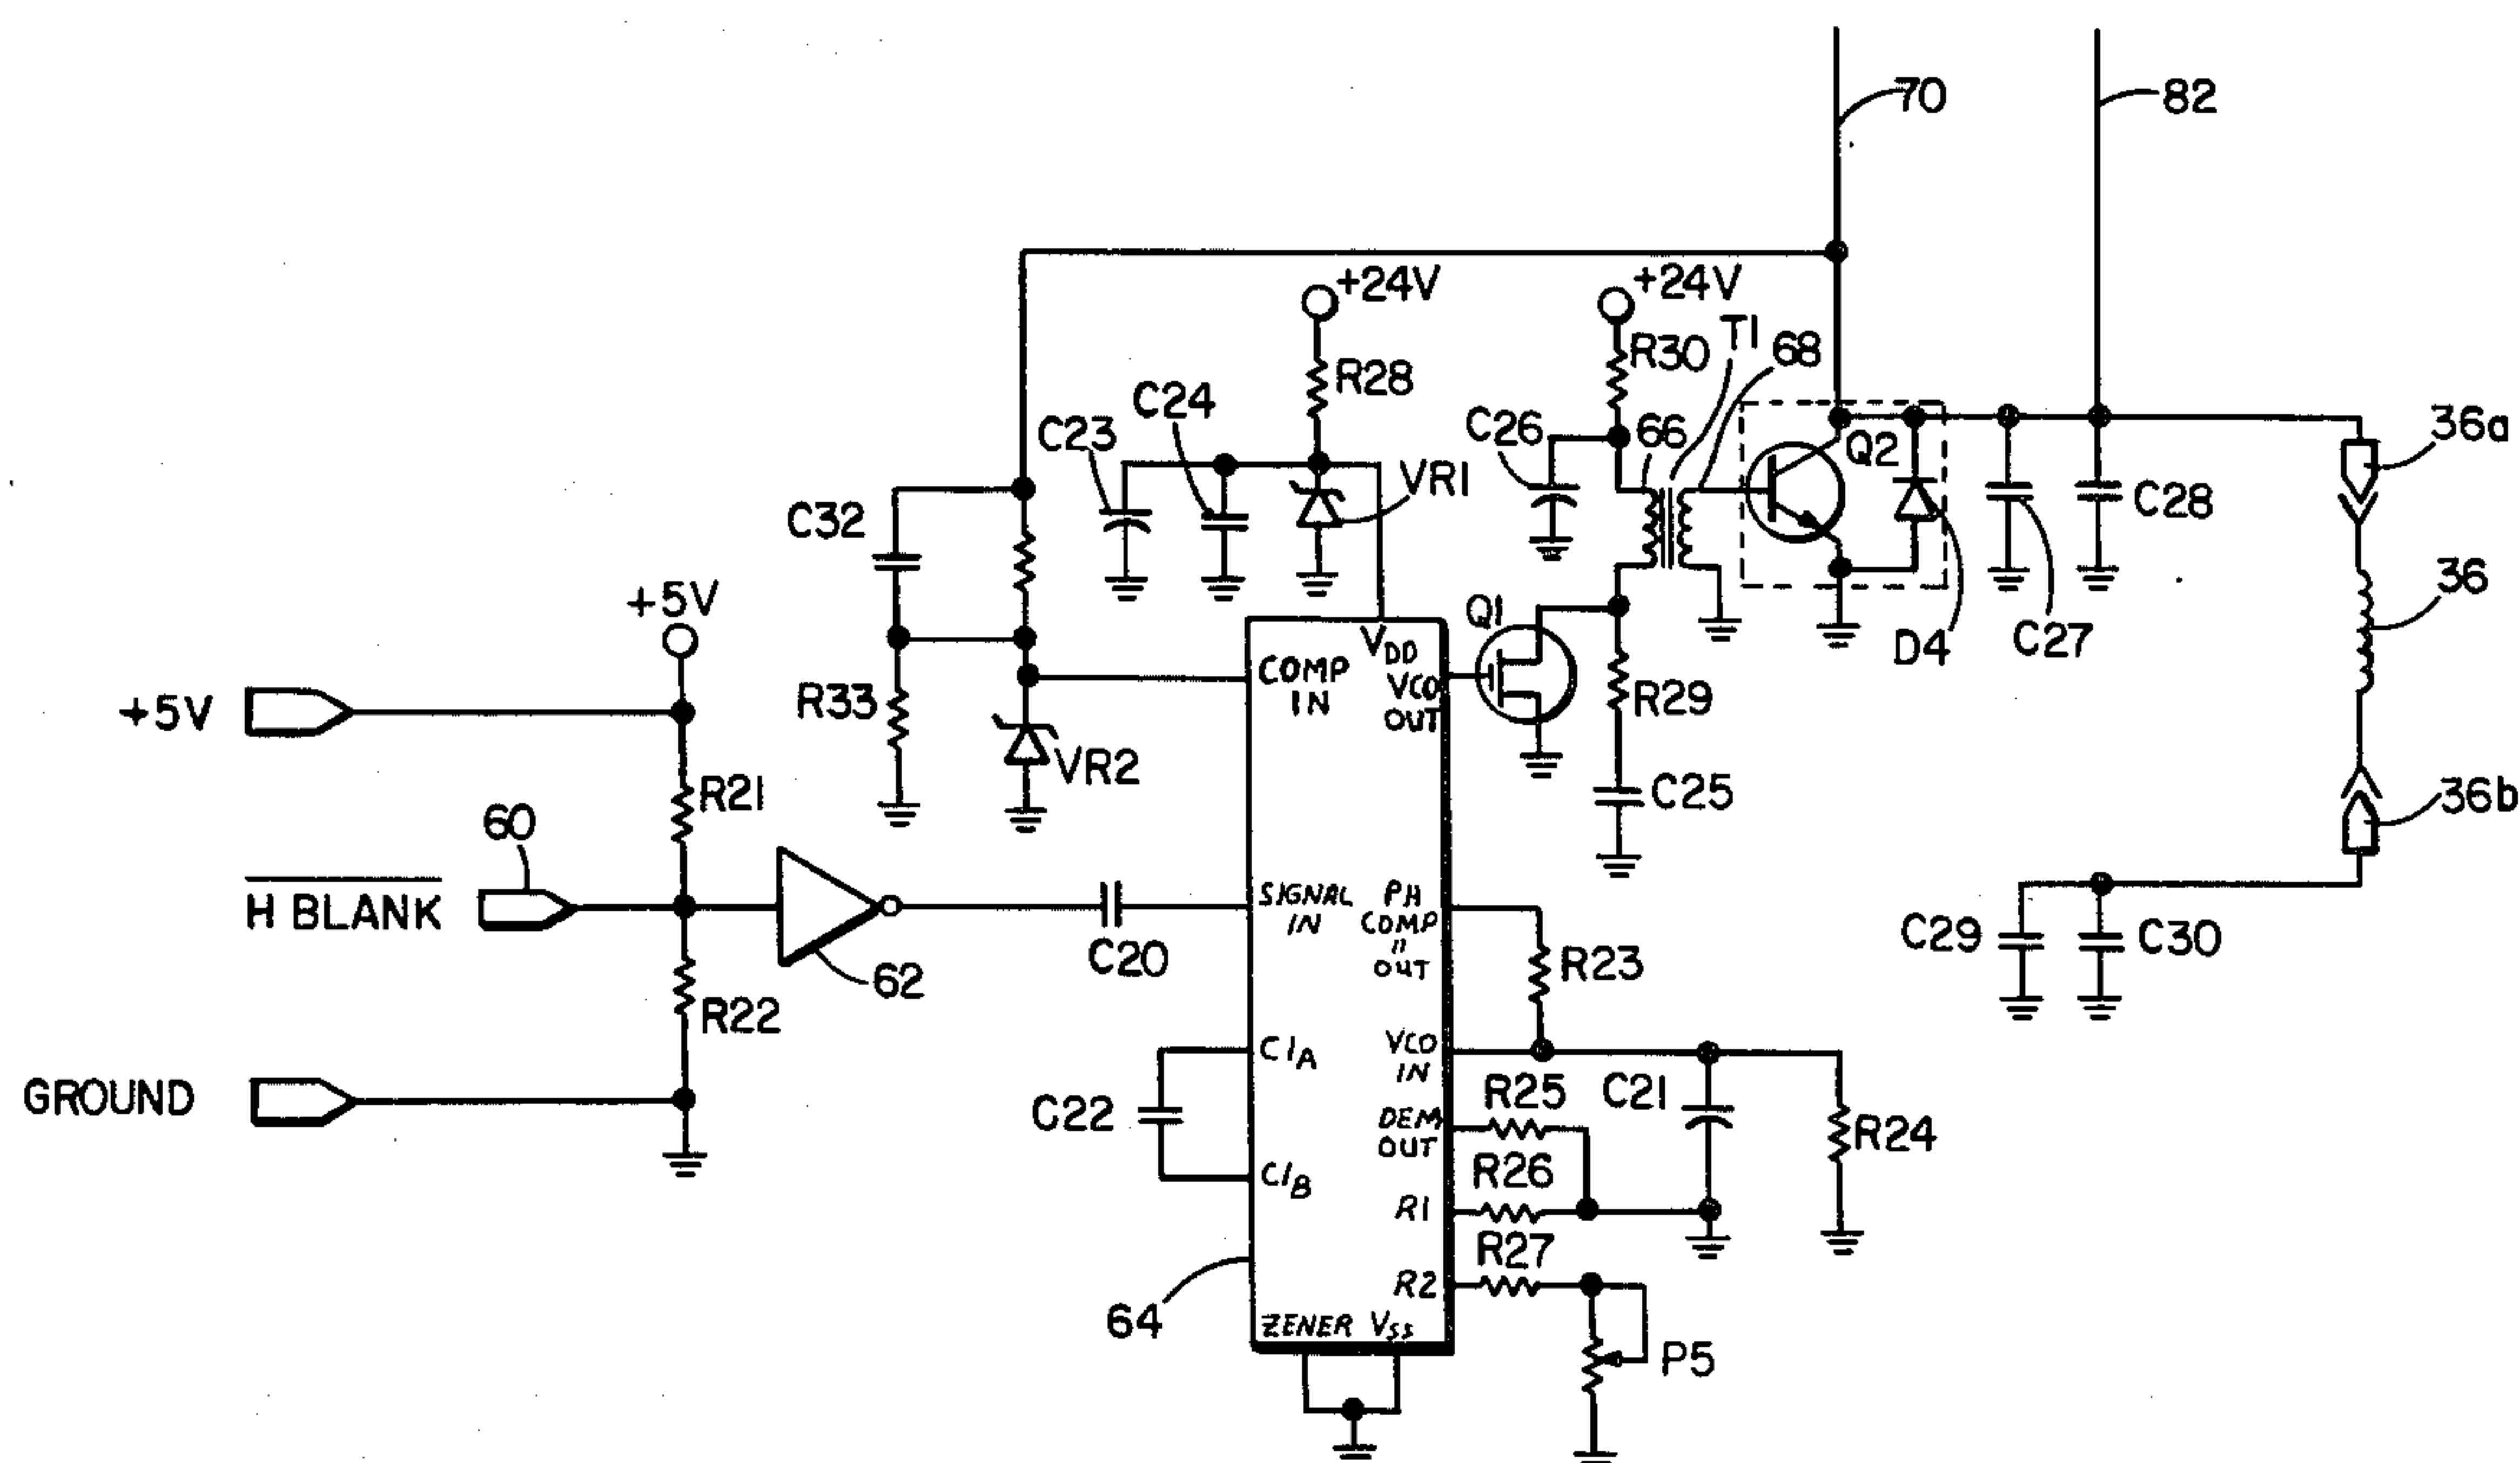 70
82
+24V
+24V
T1
68
R30
R28
C24
C23
C26
66
Q2
36a
VR1
C28
C32
+5V
Q1
36
D4
C27
VDD
COMP
IN
VCO
OUT
R33
R29
+5V
VR2
R21
C25
36b
60
H BLANK
SIGNAL
IN
PH
COMP
II
OUT
C29
C30
C20
R23
62
R22
C1A
VCO
IN
R25
C21
GROUND
C22
DEM
OUT
R24
R26
C1B
R1
R27
R2
64
ZENER VSS
P5